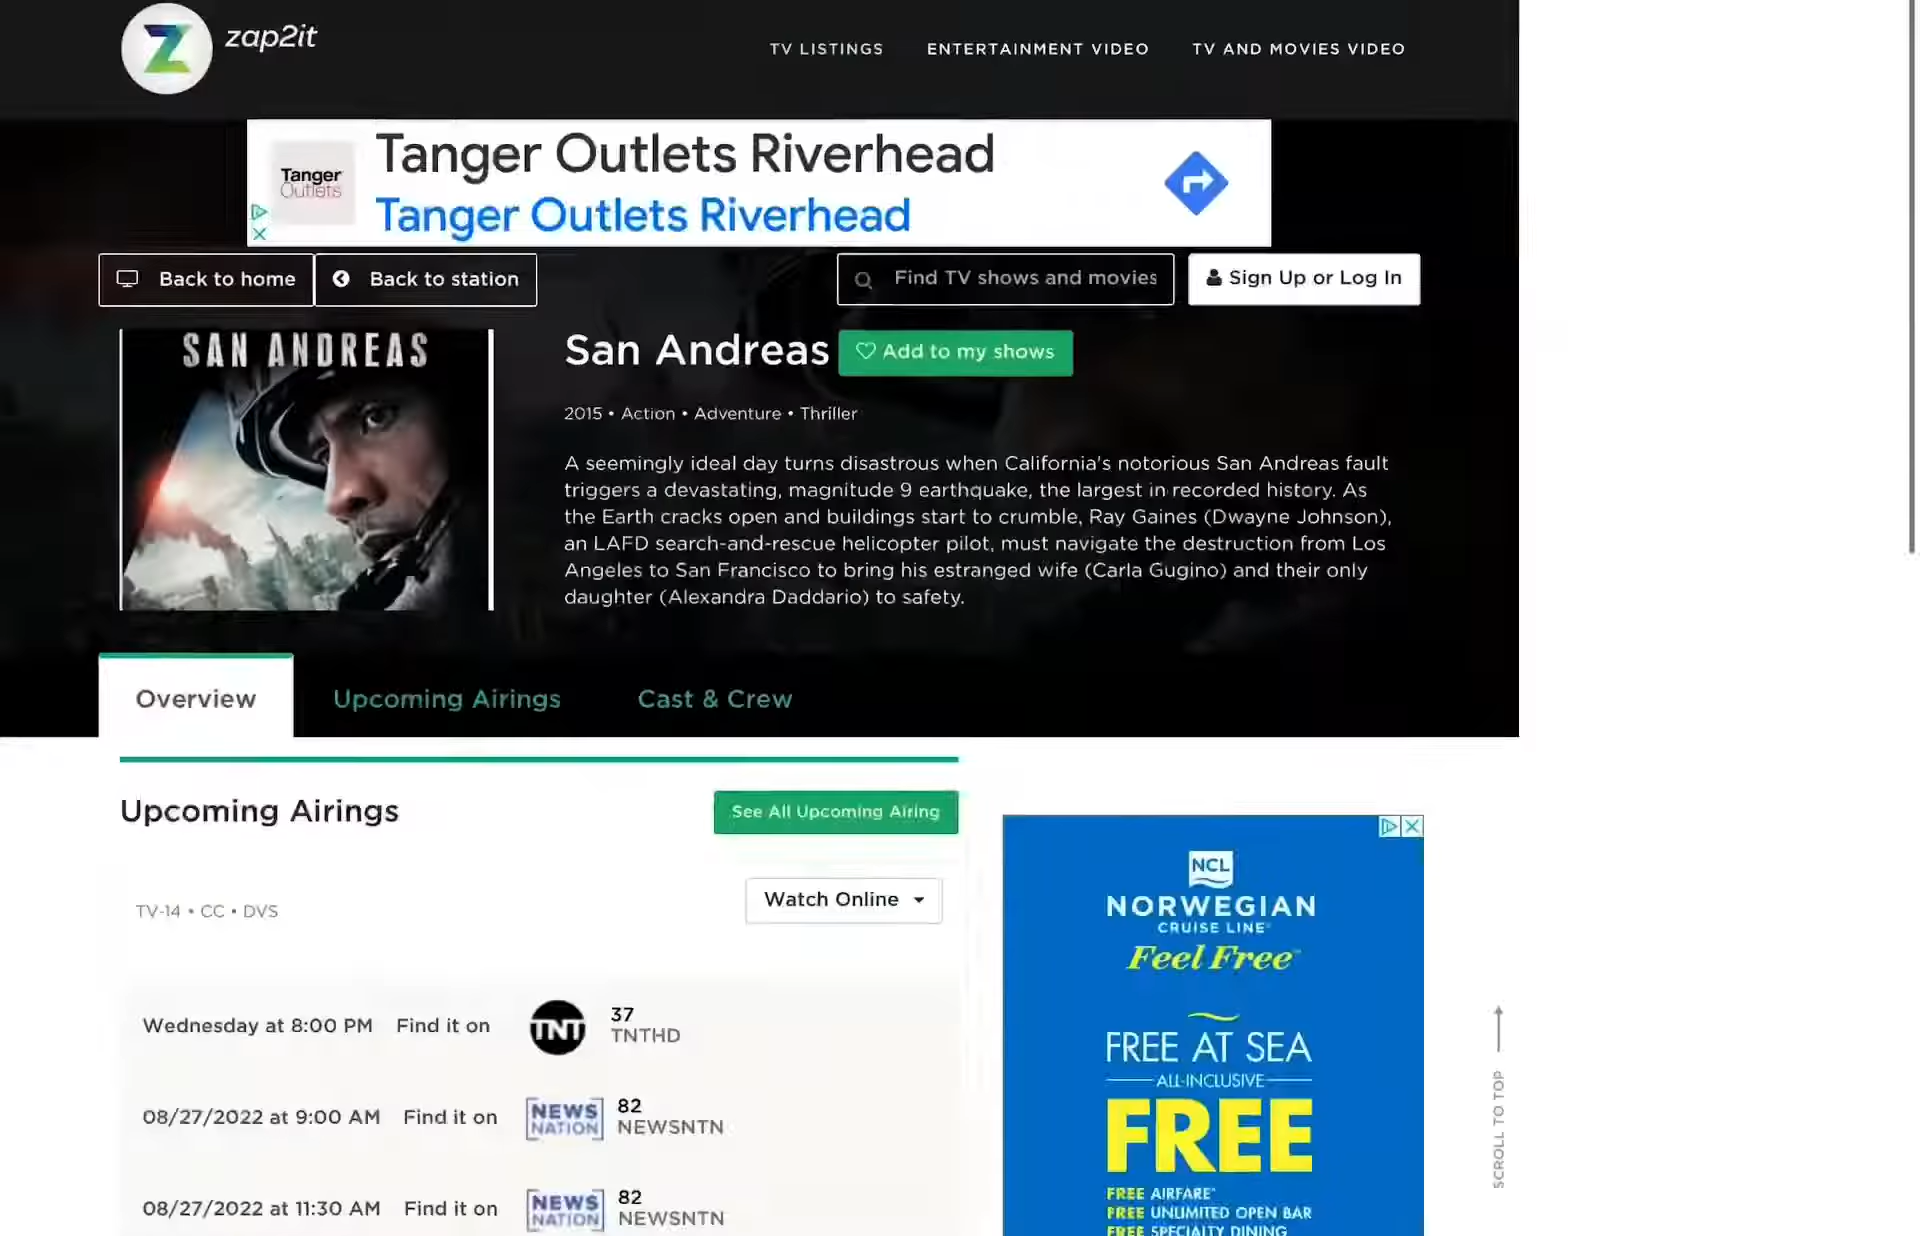 zap2it
TV LISTINGS
ENTERTAINMENT VIDEO
TV AND MOVIES VIDEO
Tanger
Outlets
Tanger Outlets Riverhead
Tanger Outlets Riverhead
Back to home
Back to station
Find TV shows and movies
Sign Up or Log In
SAN ANDREAS
San Andreas
Add to my shows
2015 • Action • Adventure • Thriller
A seemingly ideal day turns disastrous when California's notorious San Andreas fault
triggers a devastating, magnitude 9 earthquake, the largest in recorded history. As
the Earth cracks open and buildings start to crumble, Ray Gaines (Dwayne Johnson),
an LAFD search-and-rescue helicopter pilot, must navigate the destruction from Los
Angeles to San Francisco to bring his estranged wife (Carla Gugino) and their only
daughter (Alexandra Daddario) to safety.
Overview
Upcoming Airings
Cast & Crew
Upcoming Airings
See All Upcoming Airing
TV-14 • CC • DVS
Watch Online
Wednesday at 8:00 PM Find it on
TNT
37
TNTHD
08/27/2022 at 9:00 AM Find it on
NEWS
NATION
82
NEWSNTN
08/27/2022 at 11:30 AM Find it on
NEWS
NATION
82
NEWSNTN
NCL
NORWEGIAN
CRUISE LINE
Feel Free
FREE AT SEA
ALL-INCLUSIVE
FREE
FREE AIRFARE
FREE UNLIMITED OPEN BAR
FREE SPECIALTY DINING
SCROLL TO TOP